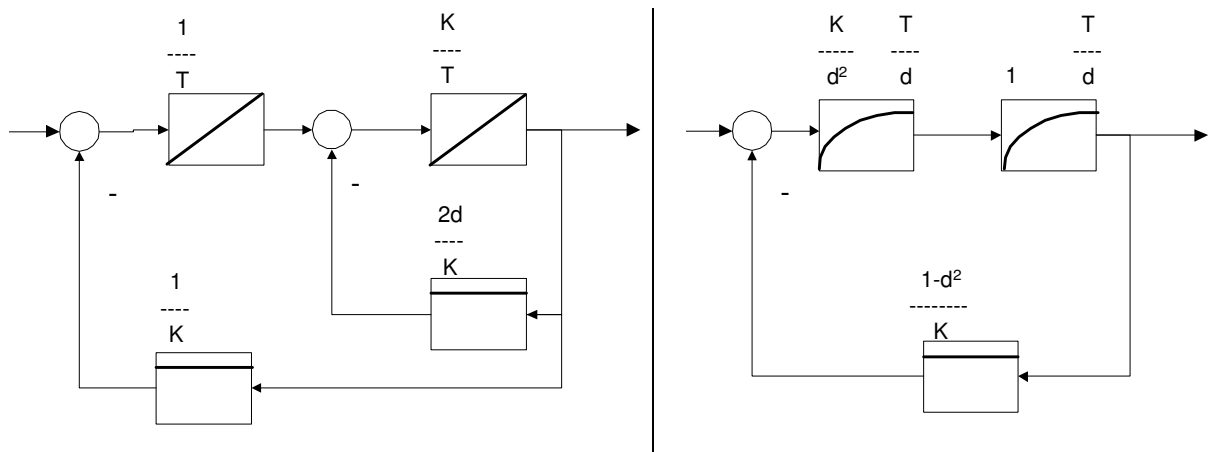 1
----
T
K
----
T
-
-
2d
----
K
1
----
K
K T
----- ----
d² d
T
----
1 d
-
1-d²
--------
K